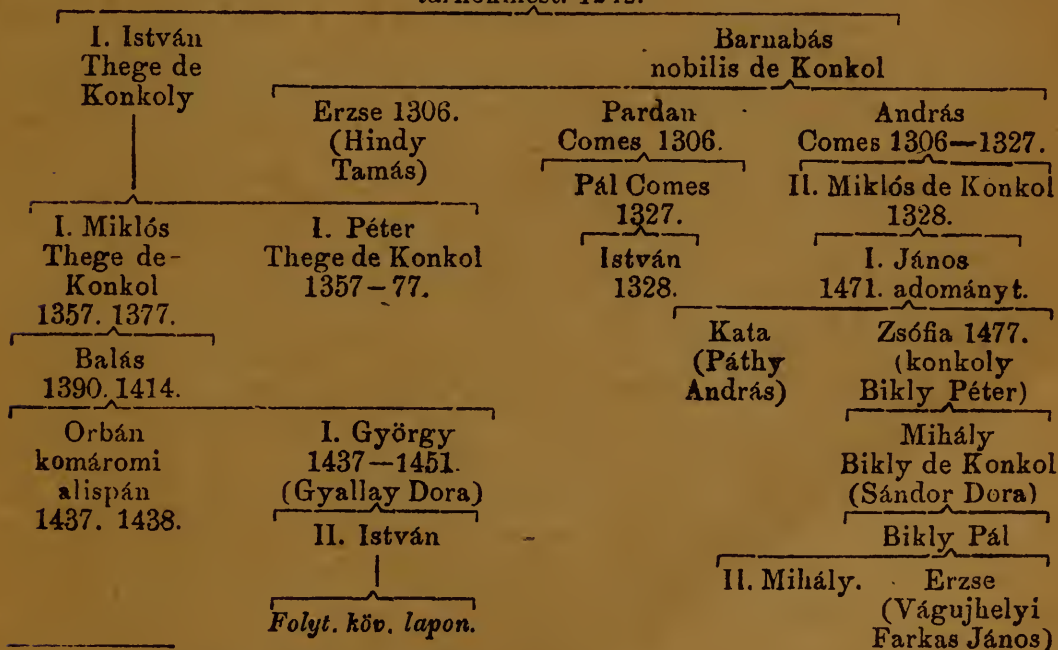 I. István
Thege de
Konkoly
Barnabás
nobilis de Konkol
Erzse 1306.
(Hindy
Tamás)
Pardan
Comes 1306.
András
Comes 1306—1327.
Pál Comes
1327.
II. Miklós de Konkol
1328.
I. Miklós
Thege de-
Konkol
1357. 1377.
I. Péter
Thege de Konkol
1357–77.
István
1328.
I. János
1471. adományt.
Kata
(Páthy
András)
Zsófia 1477.
(konkoly
Bikly Péter)
Balás
1390. 1414.
Orbán
komáromi
alispán
1437. 1438.
I. György
1437—1451.
(Gyallay Dora)
Mihály
Bikly de Konkol
(Sándor Dora)
II. István
Bikly Pál
II. Mihály.
Erzse
(Vágujhelyi
Farkas János)
Folyt. köv. lapon.